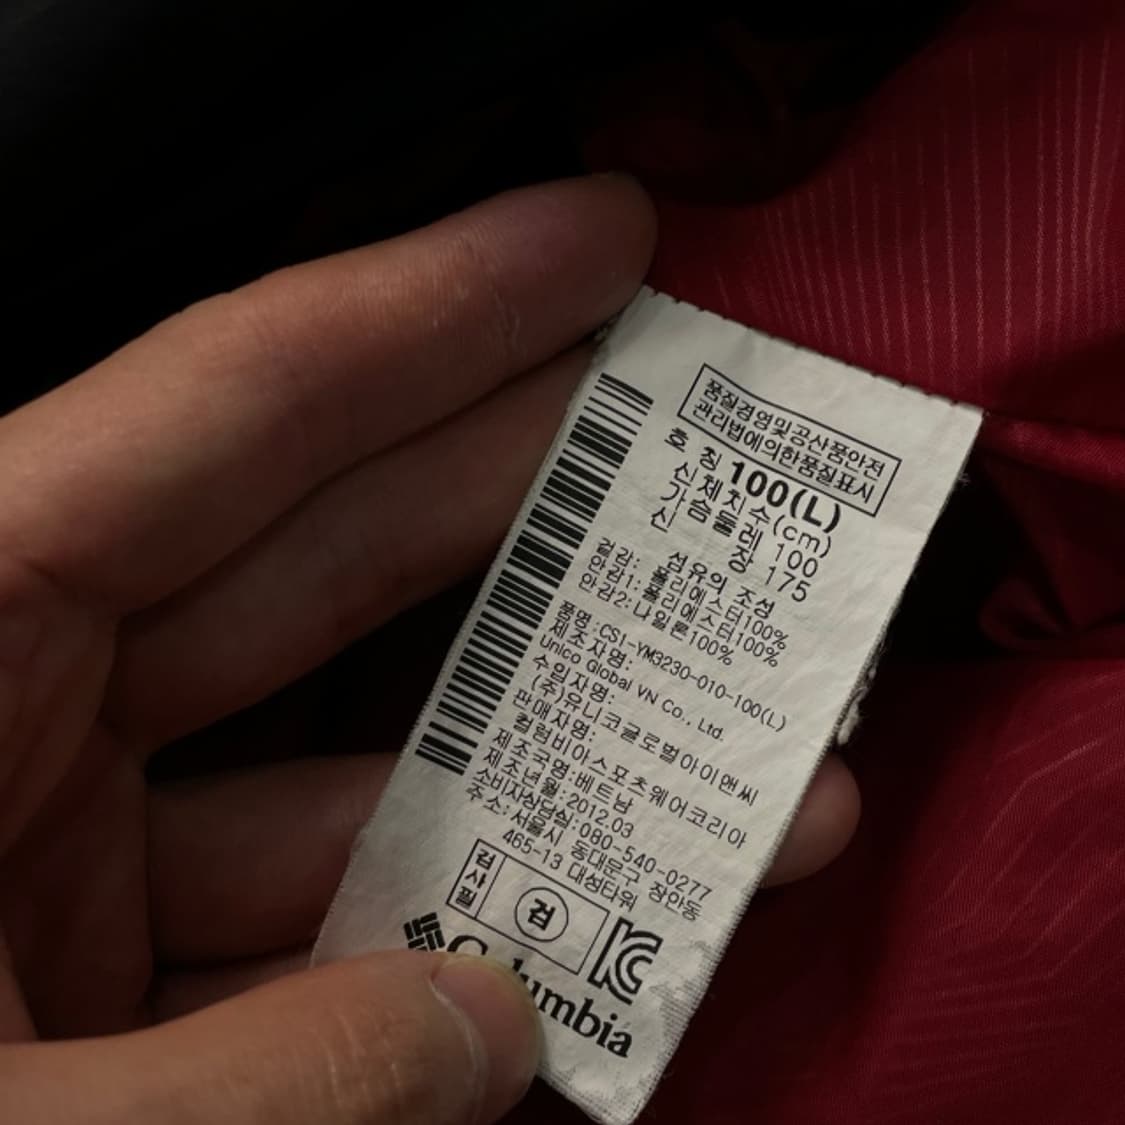 품질경영및공산품안전
관리법에의한품질표시
호 칭 100(L)
신체치수(cm)
가슴둘레 100
신 장 175
섬유의 조성
겉감: 폴리에스터100%
안감1: 폴리에스터100%
안감2: 나일론100%
품명:CS1-YM3230-010-100(L)
제조자명:
Unico Global VN Co., Ltd.
수입자명:
(주)유니코글로벌아이앤씨
판매자명:
컬럼비아스포츠웨어코리아
제조국명:베트남
제조년월:2012.03
소비자상담실:080-540-0277
주소:서울시 동대문구 장안동
465-13 대성타워
검사필
검
Columbia